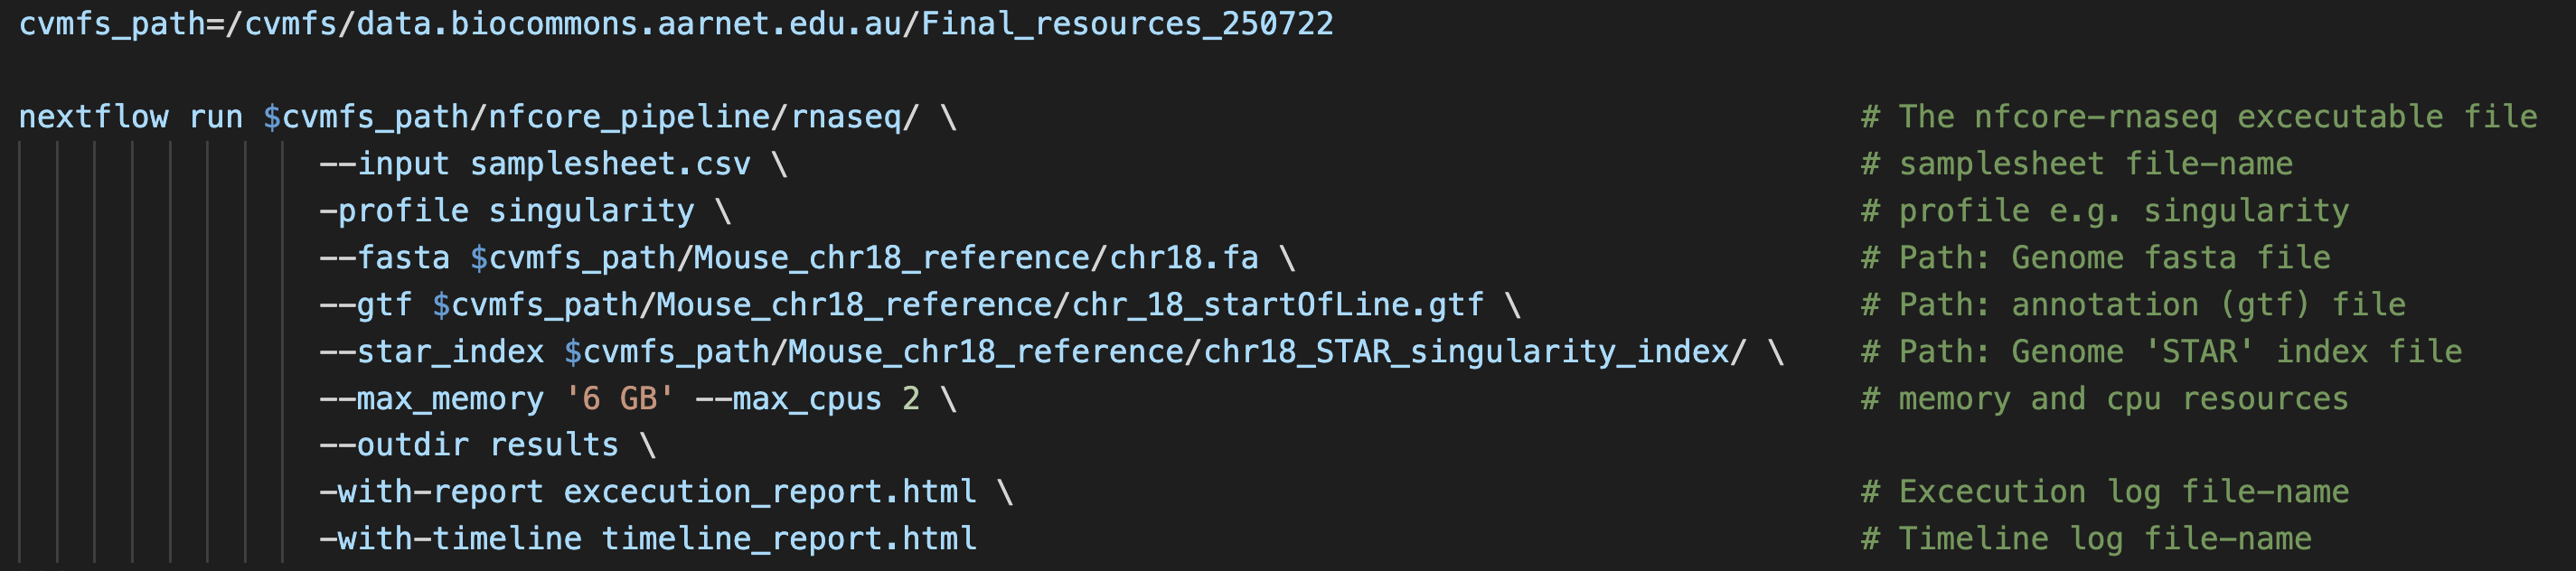 cvmfs_path=/cvmfs/data.biocommons.aarnet.edu.au/Final_resources_250722
nextflow run $cvmfs_path/nfcore_pipeline/rnaseq/ \ # The nfcore-rnaseq excecutable file
--input samplesheet.csv \ # samplesheet file-name
-profile singularity \ # profile e.g. singularity
--fasta $cvmfs_path/Mouse_chr18_reference/chr18.fa \ # Path: Genome fasta file
--gtf $cvmfs_path/Mouse_chr18_reference/chr_18_startOfLine.gtf \ # Path: annotation (gtf) file
--star_index $cvmfs_path/Mouse_chr18_reference/chr18_STAR_singularity_index/ \ # Path: Genome 'STAR' index file
--max_memory '6 GB' --max_cpus 2 \ # memory and cpu resources
--outdir results \
-with-report excecution_report.html \ # Excecution log file-name
-with-timeline timeline_report.html # Timeline log file-name